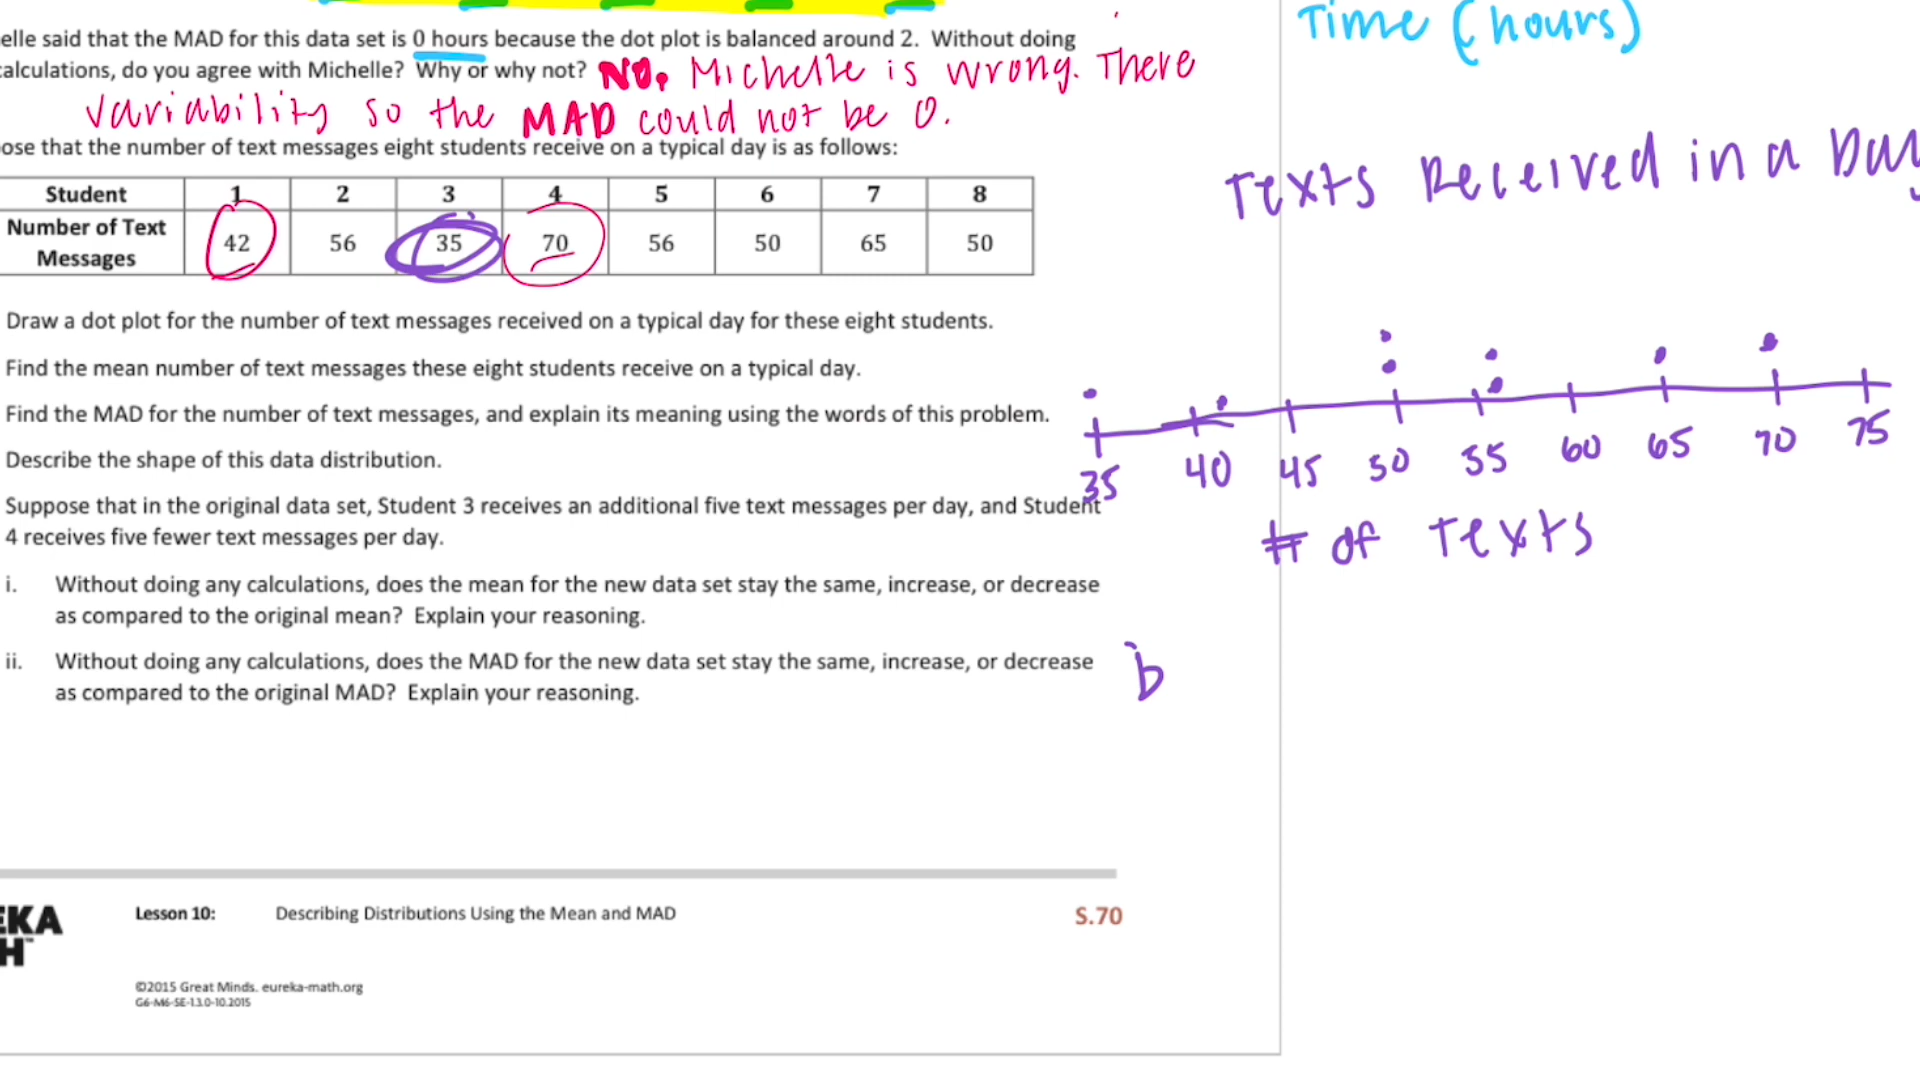 Time (hours)
elle said that the MAD for this data set is 0 hours because the dot plot is balanced around 2. Without doing
alculations, do you agree with Michelle? Why or why not? NO. Michelle is wrong. There
variability so the MAD could not be 0.
ose that the number of text messages eight students receive on a typical day is as follows:
Student 1 2 3 4 5 6 7 8
Number of Text Messages 42 56 35 70 56 50 65 50
Texts Received in a Day
Draw a dot plot for the number of text messages received on a typical day for these eight students.
Find the mean number of text messages these eight students receive on a typical day.
Find the MAD for the number of text messages, and explain its meaning using the words of this problem.
Describe the shape of this data distribution.
35 40 45 50 55 60 65 70 75
# of Texts
Suppose that in the original data set, Student 3 receives an additional five text messages per day, and Student
4 receives five fewer text messages per day.
i. Without doing any calculations, does the mean for the new data set stay the same, increase, or decrease
as compared to the original mean? Explain your reasoning.
ii. Without doing any calculations, does the MAD for the new data set stay the same, increase, or decrease
as compared to the original MAD? Explain your reasoning.
b
EKA
H™
Lesson 10: Describing Distributions Using the Mean and MAD
S.70
©2015 Great Minds. eureka-math.org
G6-M6-SE-1.3.0-10.2015